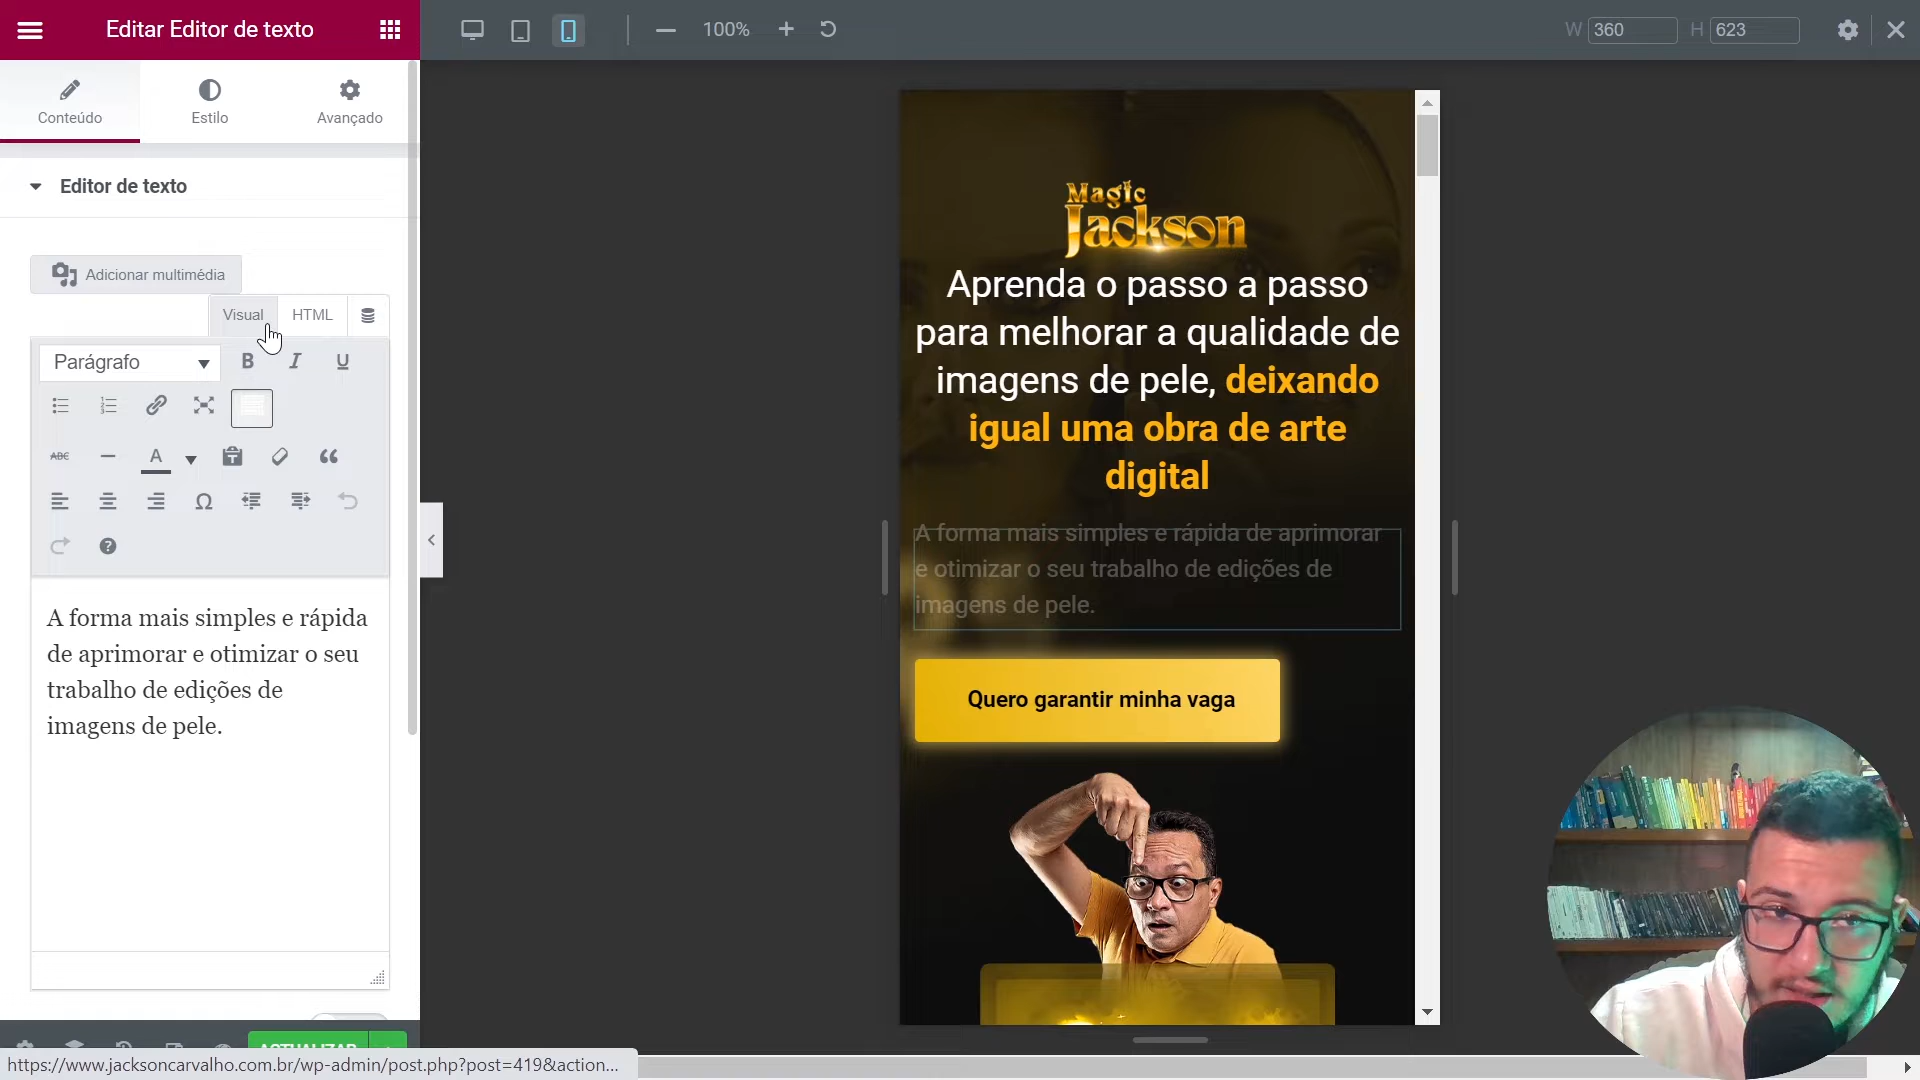 Editar Editor de texto
100%
W 360
H 623
Conteúdo
Estilo
Avançado
Editor de texto
Adicionar multimédia
Visual
HTML
Parágrafo
B I U
ABC
A
A forma mais simples e rápida
de aprimorar e otimizar o seu
trabalho de edições de
imagens de pele.
ACTUALIZAR
https://www.jacksoncarvalho.com.br/wp-admin/post.php?post=419&action...
Magic
Jackson
Aprenda o passo a passo
para melhorar a qualidade de
imagens de pele, deixando
igual uma obra de arte
digital
A forma mais simples e rápida de aprimorar
e otimizar o seu trabalho de edições de
imagens de pele.
Quero garantir minha vaga